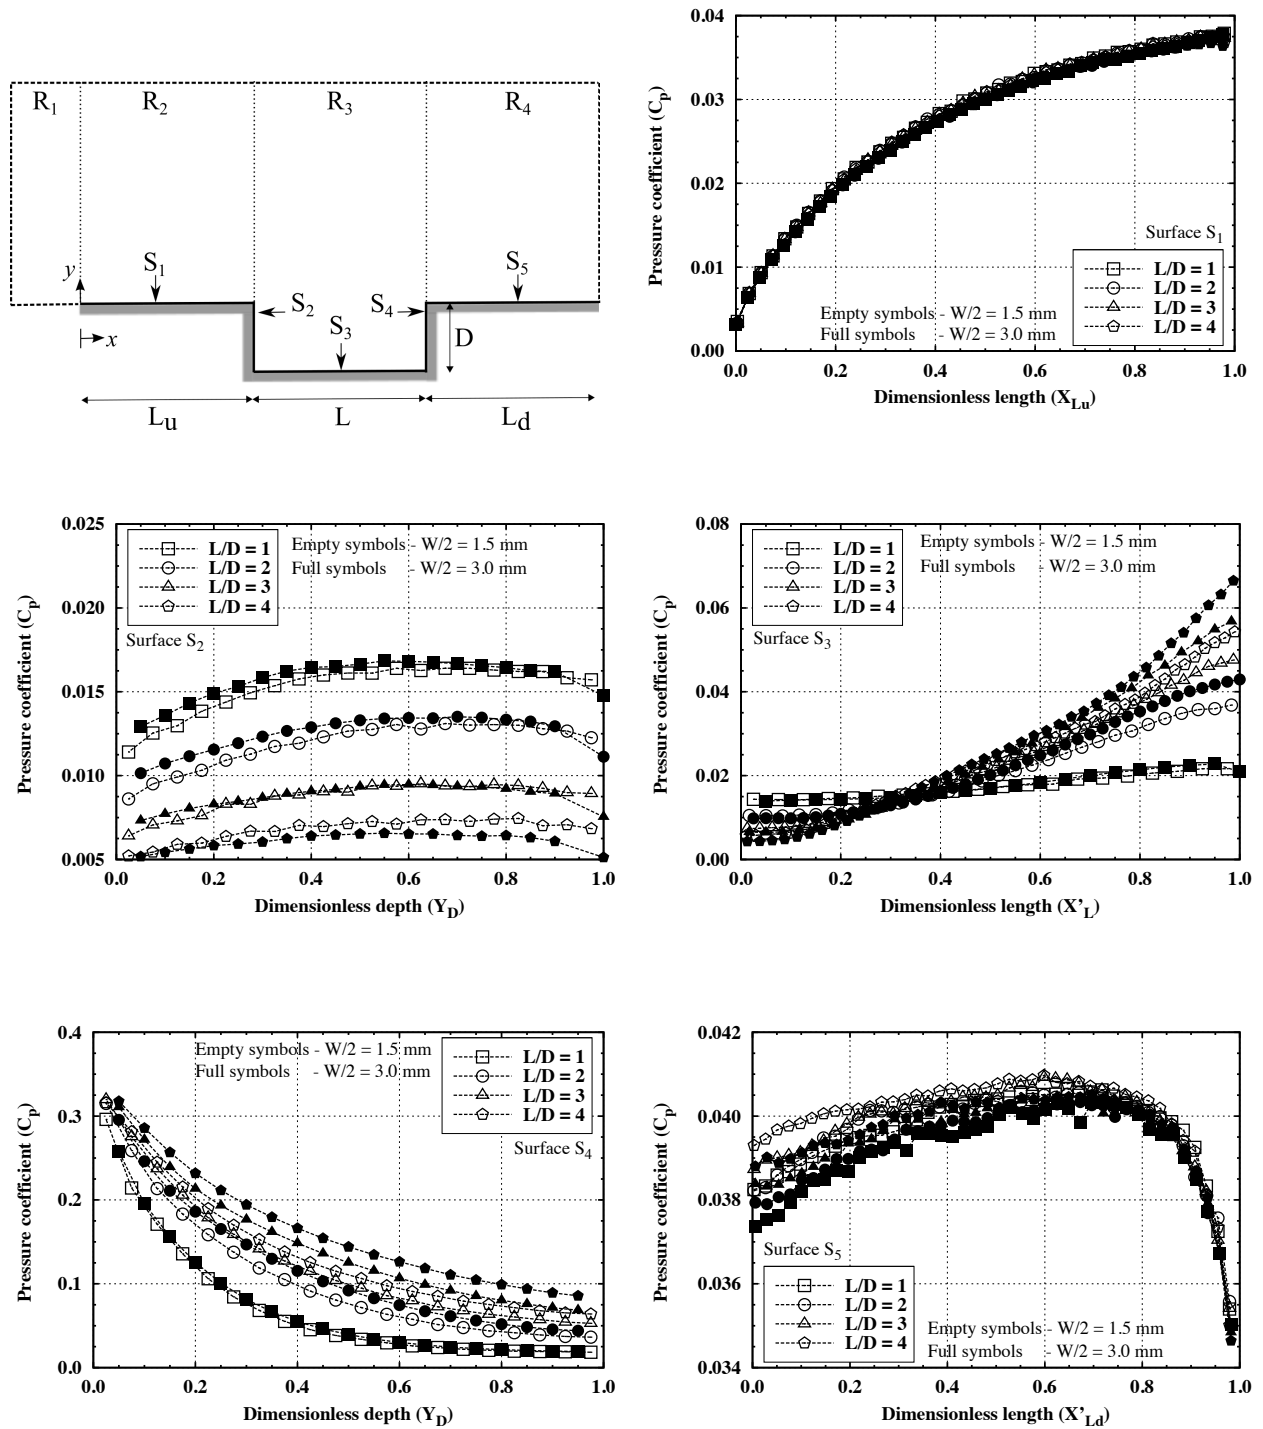 R1 R2 R3 R4
y
S1 S5
S2 S4
S3
D
x
Lu L Ld
Pressure coefficient (Cp)
0.04
0.03
0.02
0.01
0.00
Surface S1
L/D = 1
L/D = 2
L/D = 3
L/D = 4
Empty symbols - W/2 = 1.5 mm
Full symbols - W/2 = 3.0 mm
0.0 0.2 0.4 0.6 0.8 1.0
Dimensionless length (XLu)
Pressure coefficient (Cp)
0.025
0.020
0.015
0.010
0.005
L/D = 1
L/D = 2
L/D = 3
L/D = 4
Empty symbols - W/2 = 1.5 mm
Full symbols - W/2 = 3.0 mm
Surface S2
0.0 0.2 0.4 0.6 0.8 1.0
Dimensionless depth (YD)
Pressure coefficient (Cp)
0.08
0.06
0.04
0.02
0.00
L/D = 1
L/D = 2
L/D = 3
L/D = 4
Empty symbols - W/2 = 1.5 mm
Full symbols - W/2 = 3.0 mm
Surface S3
0.0 0.2 0.4 0.6 0.8 1.0
Dimensionless length (X'L)
Pressure coefficient (Cp)
0.4
0.3
0.2
0.1
0.0
Empty symbols - W/2 = 1.5 mm
Full symbols - W/2 = 3.0 mm
L/D = 1
L/D = 2
L/D = 3
L/D = 4
Surface S4
0.0 0.2 0.4 0.6 0.8 1.0
Dimensionless depth (YD)
Pressure coefficient (Cp)
0.042
0.040
0.038
0.036
0.034
Surface S5
L/D = 1
L/D = 2
L/D = 3
L/D = 4
Empty symbols - W/2 = 1.5 mm
Full symbols - W/2 = 3.0 mm
0.0 0.2 0.4 0.6 0.8 1.0
Dimensionless length (X'Ld)